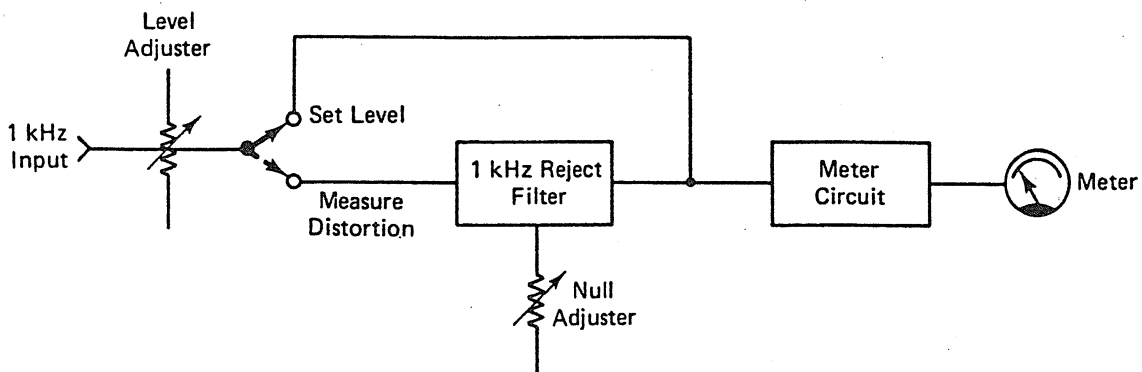 Level
Adjuster
1 kHz
Input
Set Level
Measure
Distortion
1 kHz Reject
Filter
Null
Adjuster
Meter
Circuit
Meter